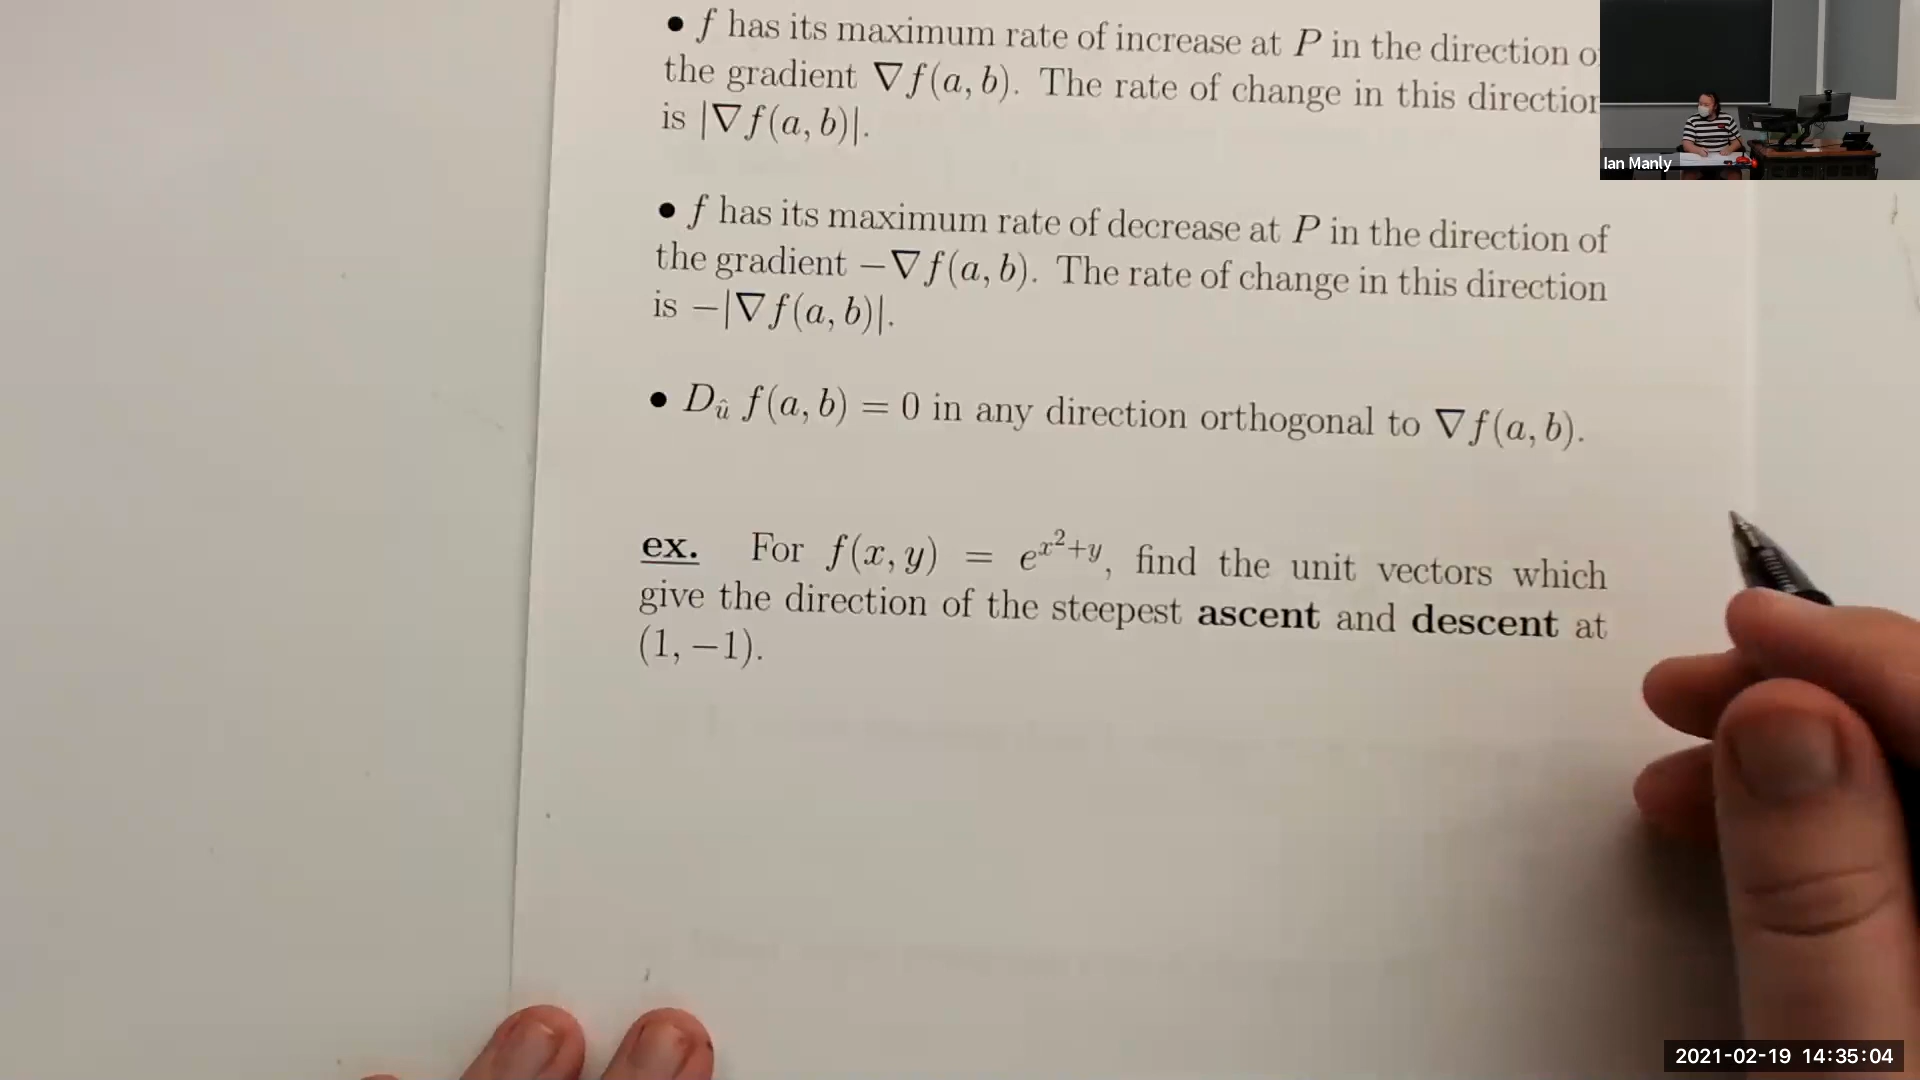 • f has its maximum rate of increase at P in the direction o
the gradient ∇f(a, b). The rate of change in this direction
is |∇f(a, b)|.
Ian Manly
• f has its maximum rate of decrease at P in the direction of
the gradient −∇f(a, b). The rate of change in this direction
is −|∇f(a, b)|.
• D_û f(a, b) = 0 in any direction orthogonal to ∇f(a, b).
ex. For f(x, y) = e^{x^2+y}, find the unit vectors which
give the direction of the steepest ascent and descent at
(1, −1).
2021-02-19 14:35:04